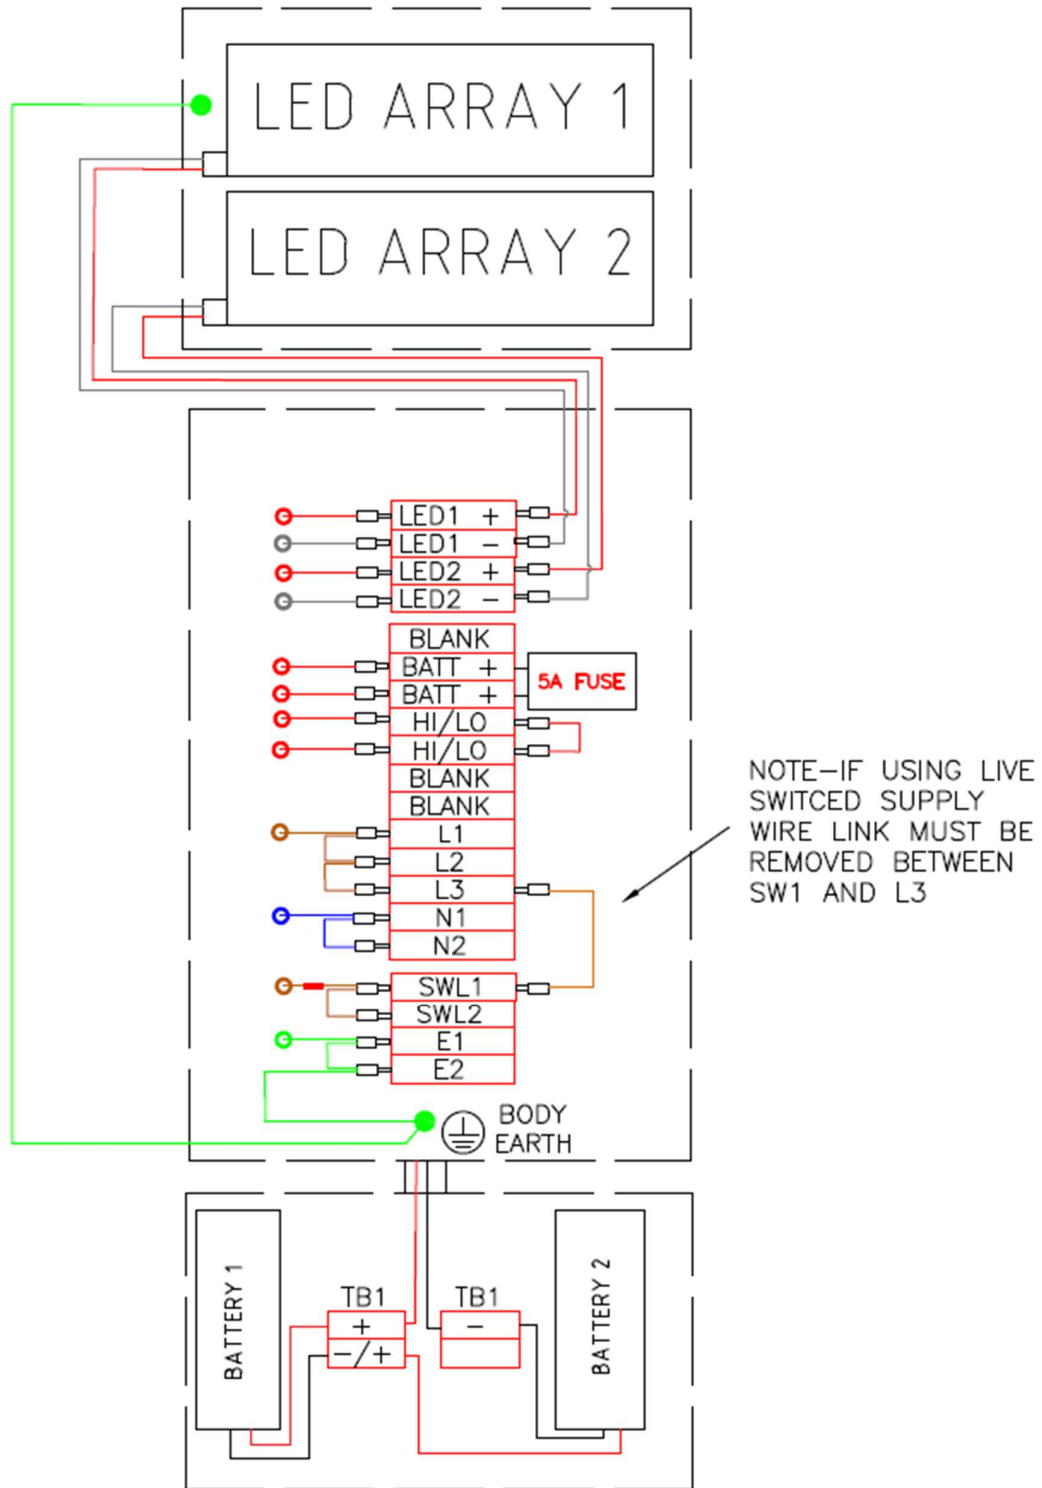 LED ARRAY 1
LED ARRAY 2
LED1 +
LED1 −
LED2 +
LED2 −
BLANK
BATT +
BATT +
5A FUSE
HI/LO
HI/LO
BLANK
BLANK
L1
L2
L3
N1
N2
SWL1
SWL2
E1
E2
NOTE−IF USING LIVE
SWITCED SUPPLY
WIRE LINK MUST BE
REMOVED BETWEEN
SW1 AND L3
BODY
EARTH
BATTERY 1
TB1
+
−/+
TB1
−
BATTERY 2